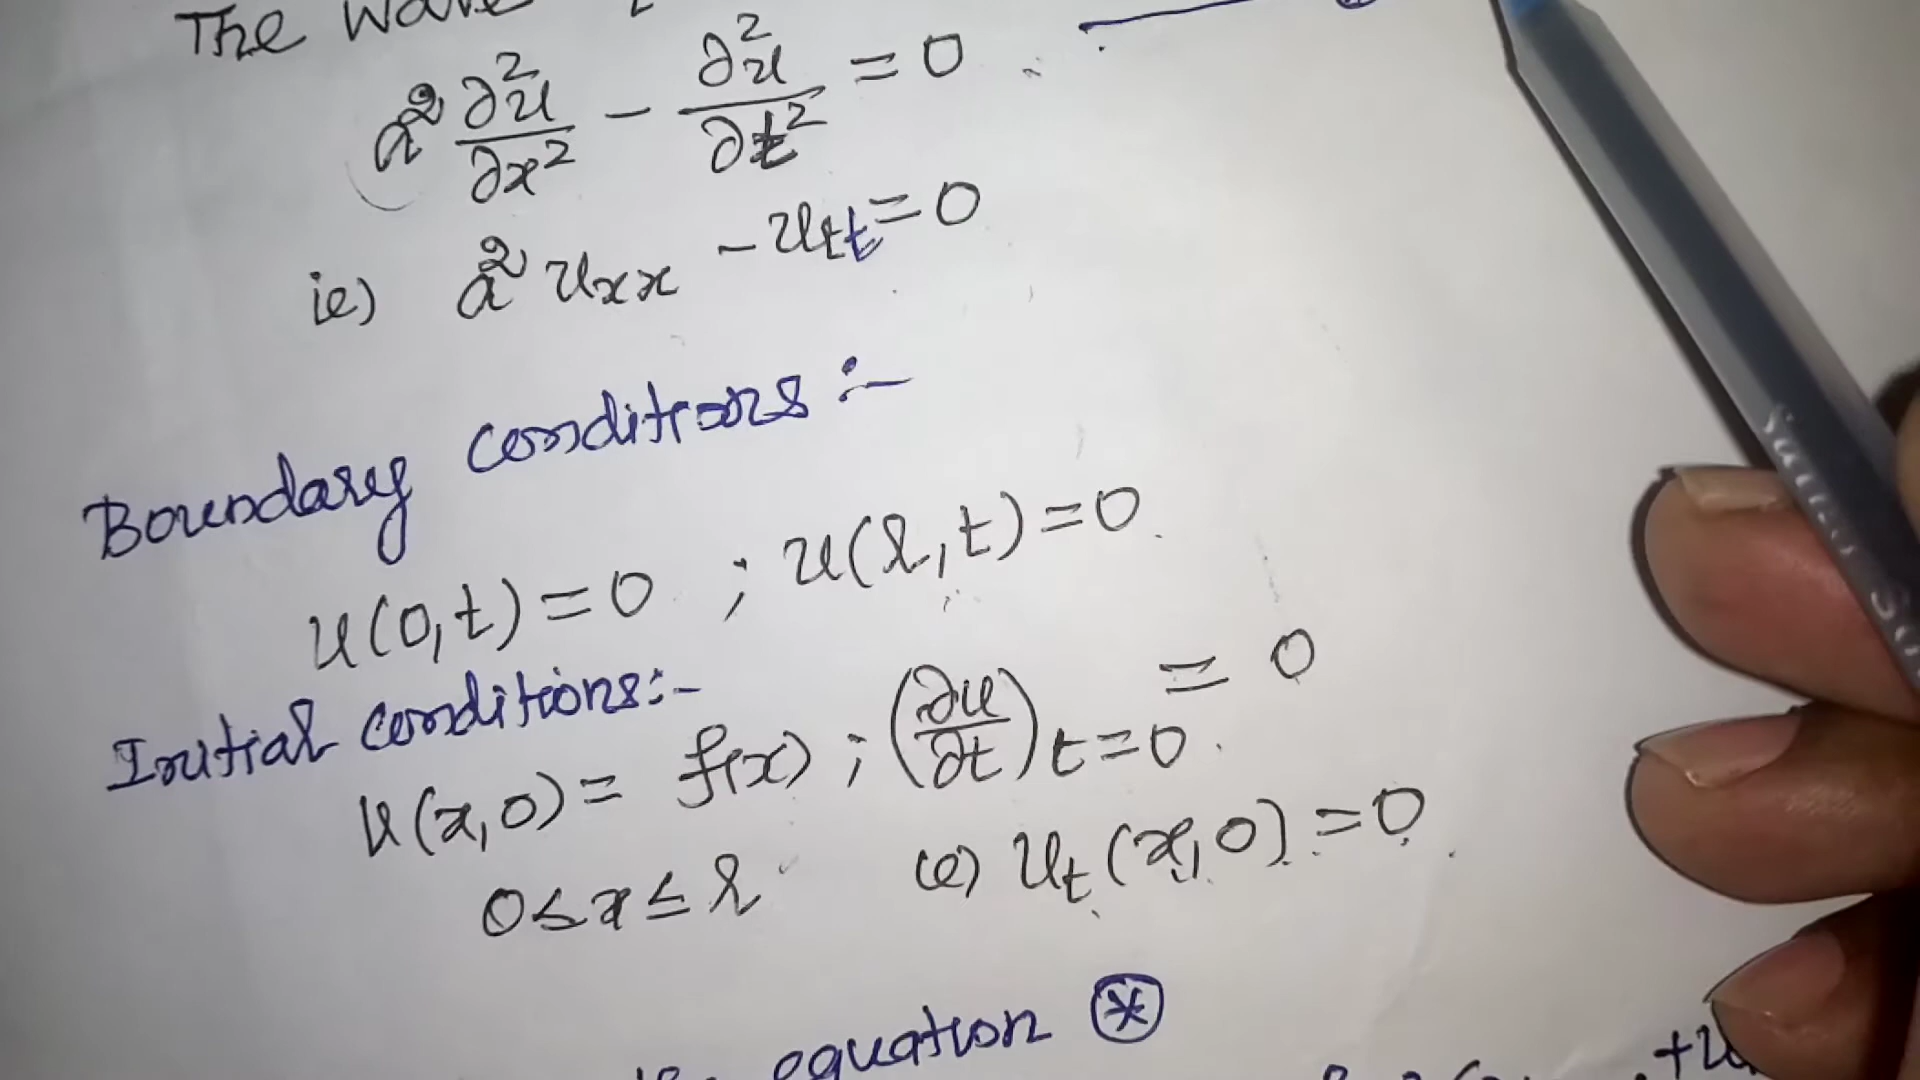 The wave
a² ∂²u/∂x² − ∂²u/∂t² = 0
ie) a² uxx − utt = 0
Boundary conditions :-
u(0,t) = 0 ; u(l,t) = 0
Initial conditions:-
u(x,0) = f(x) ; (∂u/∂t) t=0 = 0
0 ≤ x ≤ l (e) ut (x,0) = 0
equation *